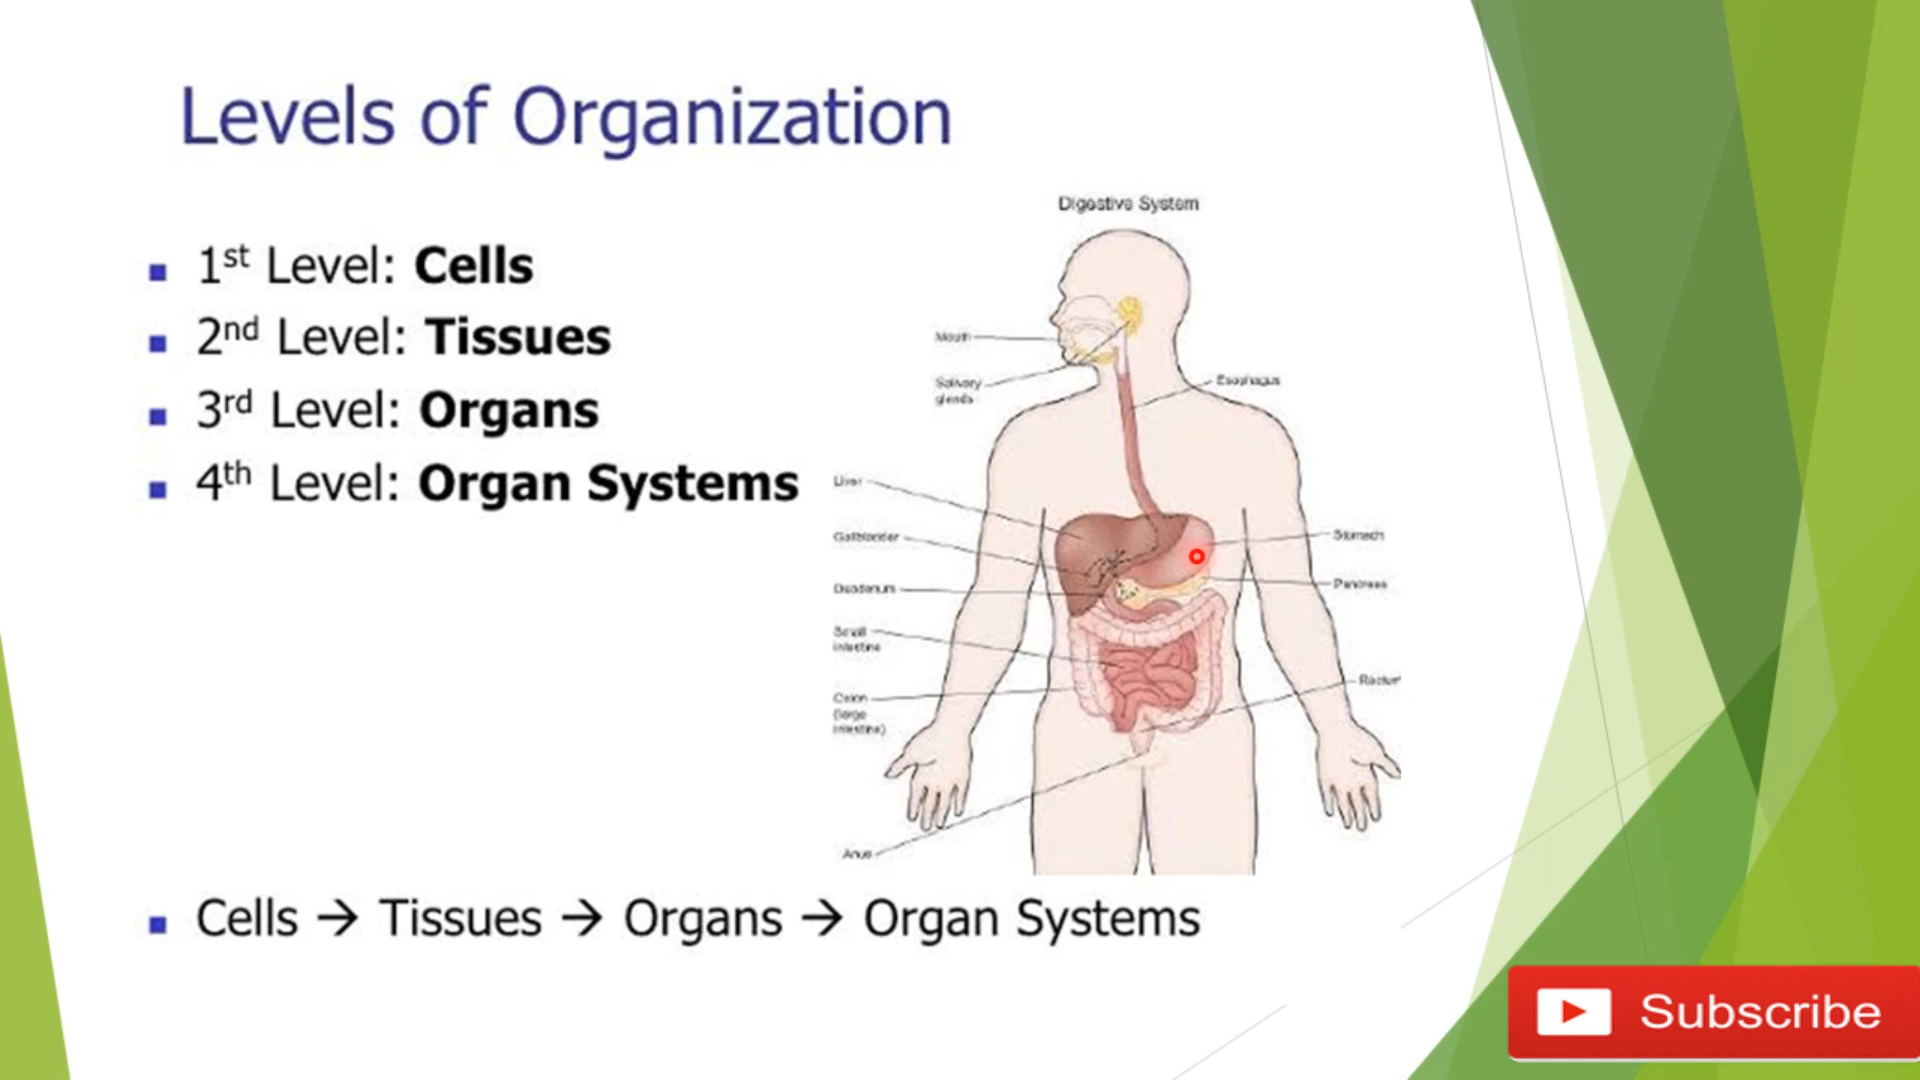 Levels of Organization
1st Level: Cells
2nd Level: Tissues
3rd Level: Organs
4th Level: Organ Systems
Digestive System
Mouth
Salivary
glands
Esophagus
Liver
Gallbladder
Duodenum
Small
intestine
Colon
(large
intestine)
Anus
Stomach
Pancreas
Rectum
Cells → Tissues → Organs → Organ Systems
Subscribe